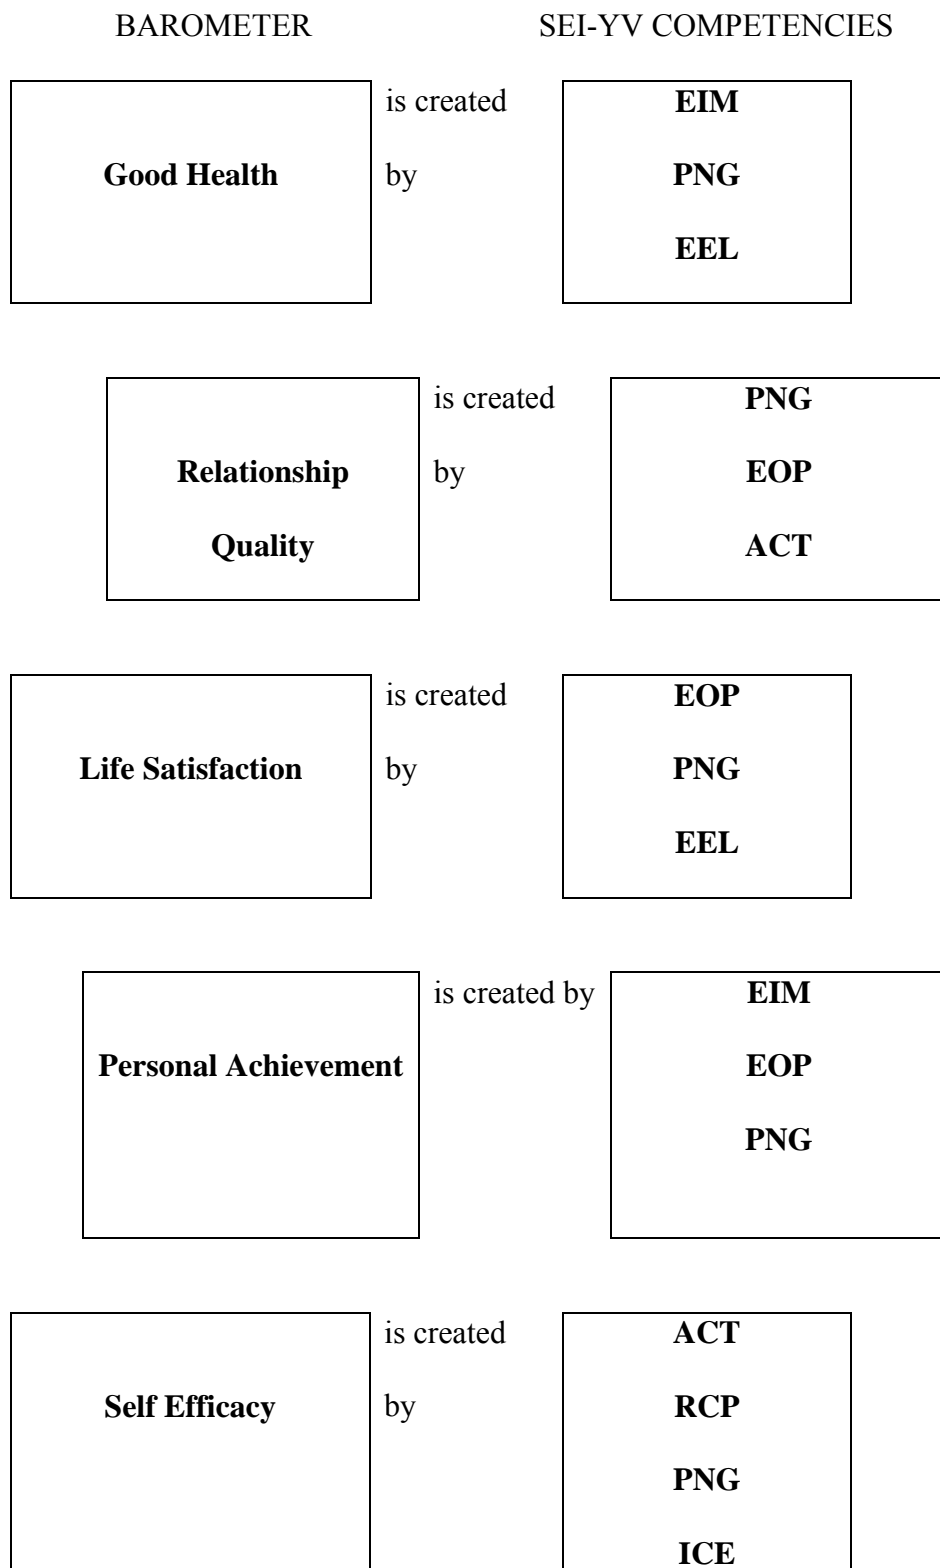 BAROMETER SEI-YV COMPETENCIES
is created EIM
Good Health by PNG
EEL
is created PNG
Relationship by EOP
Quality ACT
is created EOP
Life Satisfaction by PNG
EEL
is created by EIM
Personal Achievement EOP
PNG
is created ACT
Self Efficacy by RCP
PNG
ICE